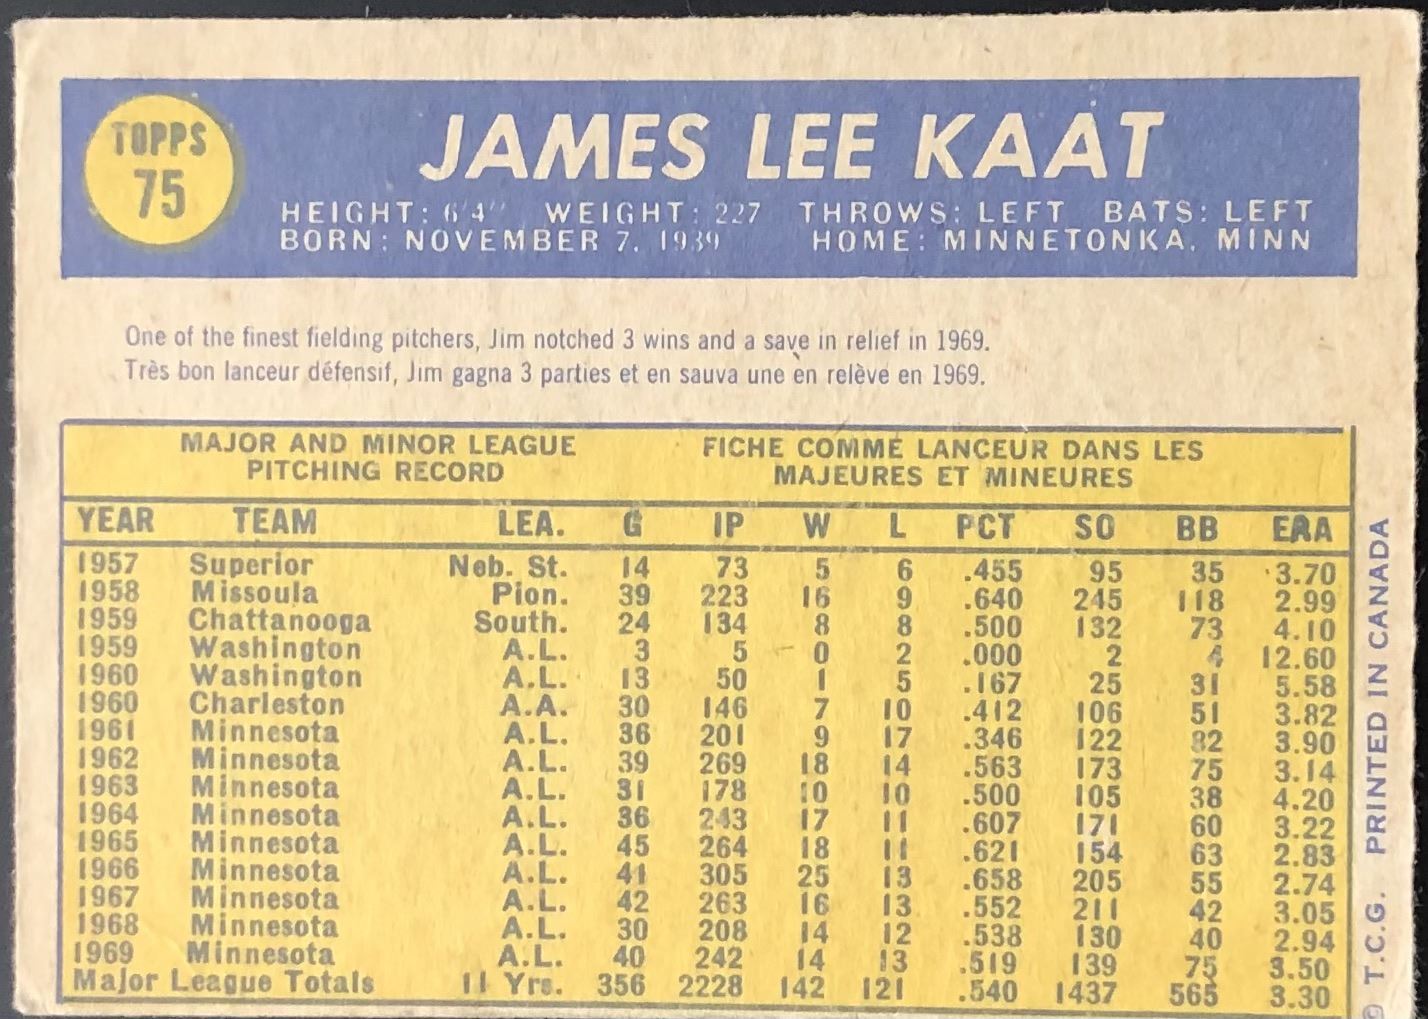 TOPPS
75
JAMES LEE KAAT
HEIGHT: 6'4" WEIGHT: 227 THROWS: LEFT BATS: LEFT
BORN: NOVEMBER 7, 1939 HOME: MINNETONKA, MINN
One of the finest fielding pitchers, Jim notched 3 wins and a save in relief in 1969.
Très bon lanceur défensif, Jim gagna 3 parties et en sauva une en relève en 1969.
MAJOR AND MINOR LEAGUE FICHE COMME LANCEUR DANS LES
PITCHING RECORD MAJEURES ET MINEURES
YEAR TEAM LEA. G IP W L PCT SO BB ERA
1957 Superior Neb. St. 14 73 5 6 .455 95 35 3.70
1958 Missoula Pion. 39 223 16 9 .640 245 118 2.99
1959 Chattanooga South. 24 134 8 8 .500 132 73 4.10
1959 Washington A.L. 3 5 0 2 .000 2 4 12.60
1960 Washington A.L. 13 50 1 5 .167 25 31 5.58
1960 Charleston A.A. 30 146 7 10 .412 106 51 3.82
1961 Minnesota A.L. 36 201 9 17 .346 122 82 3.90
1962 Minnesota A.L. 39 269 18 14 .563 173 75 3.14
1963 Minnesota A.L. 31 178 10 10 .500 105 38 4.20
1964 Minnesota A.L. 36 243 17 11 .607 171 60 3.22
1965 Minnesota A.L. 45 264 18 11 .621 154 63 2.83
1966 Minnesota A.L. 41 305 25 13 .658 205 55 2.74
1967 Minnesota A.L. 42 263 16 13 .552 211 42 3.05
1968 Minnesota A.L. 30 208 14 12 .538 130 40 2.94
1969 Minnesota A.L. 40 242 14 13 .519 139 75 3.50
Major League Totals 11 Yrs. 356 2228 142 121 .540 1437 565 3.30
© T.C.G. PRINTED IN CANADA